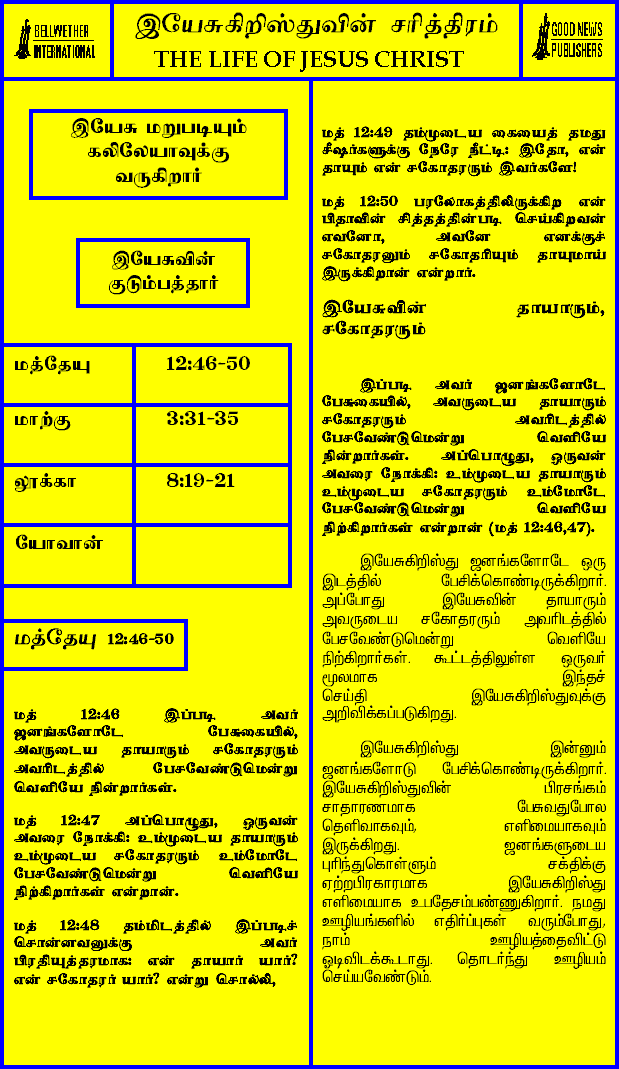 BELLWETHER
INTERNATIONAL
இயேசுகிறிஸ்துவின் சரித்திரம்
THE LIFE OF JESUS CHRIST
GOOD NEWS
PUBLISHERS
இயேசு மறுபடியும்
கலிலேயாவுக்கு
வருகிறார்
இயேசுவின்
குடும்பத்தார்
மத்தேயு 12:46-50
மாற்கு 3:31-35
லூக்கா 8:19-21
யோவான்
மத்தேயு 12:46-50
மத் 12:46 இப்படி அவர்
ஜனங்களோடே பேசுகையில்,
அவருடைய தாயாரும் சகோதரரும்
அவரிடத்தில் பேசவேண்டுமென்று
வெளியே நின்றார்கள்.
மத் 12:47 அப்பொழுது, ஒருவன்
அவரை நோக்கி: உம்முடைய தாயாரும்
உம்முடைய சகோதரரும் உம்மோடே
பேசவேண்டுமென்று வெளியே
நிற்கிறார்கள் என்றான்.
மத் 12:48 தம்மிடத்தில் இப்படிச்
சொன்னவனுக்கு அவர்
பிரதியுத்தரமாக: என் தாயார் யார்?
என் சகோதரர் யார்? என்று சொல்லி,
மத் 12:49 தம்முடைய கையைத் தமது
சீஷர்களுக்கு நேரே நீட்டி: இதோ, என்
தாயும் என் சகோதரரும் இவர்களே!
மத் 12:50 பரலோகத்திலிருக்கிற என்
பிதாவின் சித்தத்தின்படி செய்கிறவன்
எவனோ, அவனே எனக்குச்
சகோதரனும் சகோதரியும் தாயுமாய்
இருக்கிறான் என்றார்.
இயேசுவின் தாயாரும்,
சகோதரரும்
இப்படி அவர் ஜனங்களோடே
பேசுகையில், அவருடைய தாயாரும்
சகோதரரும் அவரிடத்தில்
பேசவேண்டுமென்று வெளியே
நின்றார்கள். அப்பொழுது, ஒருவன்
அவரை நோக்கி: உம்முடைய தாயாரும்
உம்முடைய சகோதரரும் உம்மோடே
பேசவேண்டுமென்று வெளியே
நிற்கிறார்கள் என்றான் (மத் 12:46,47).
இயேசுகிறிஸ்து ஜனங்களோடே ஒரு
இடத்தில் பேசிக்கொண்டிருக்கிறார்.
அப்போது இயேசுவின் தாயாரும்
அவருடைய சகோதரரும் அவரிடத்தில்
பேசவேண்டுமென்று வெளியே
நிற்கிறார்கள். கூட்டத்திலுள்ள ஒருவர்
மூலமாக இந்தச்
செய்தி இயேசுகிறிஸ்துவுக்கு
அறிவிக்கப்படுகிறது.
இயேசுகிறிஸ்து இன்னும்
ஜனங்களோடு பேசிக்கொண்டிருக்கிறார்.
இயேசுகிறிஸ்துவின் பிரசங்கம்
சாதாரணமாக பேசுவதுபோல
தெளிவாகவும், எளிமையாகவும்
இருக்கிறது. ஜனங்களுடைய
புரிந்துகொள்ளும் சக்திக்கு
ஏற்றபிரகாரமாக இயேசுகிறிஸ்து
எளிமையாக உபதேசம்பண்ணுகிறார். நமது
ஊழியங்களில் எதிர்ப்புகள் வரும்போது,
நாம் ஊழியத்தைவிட்டு
ஓடிவிடக்கூடாது. தொடர்ந்து ஊழியம்
செய்யவேண்டும்.